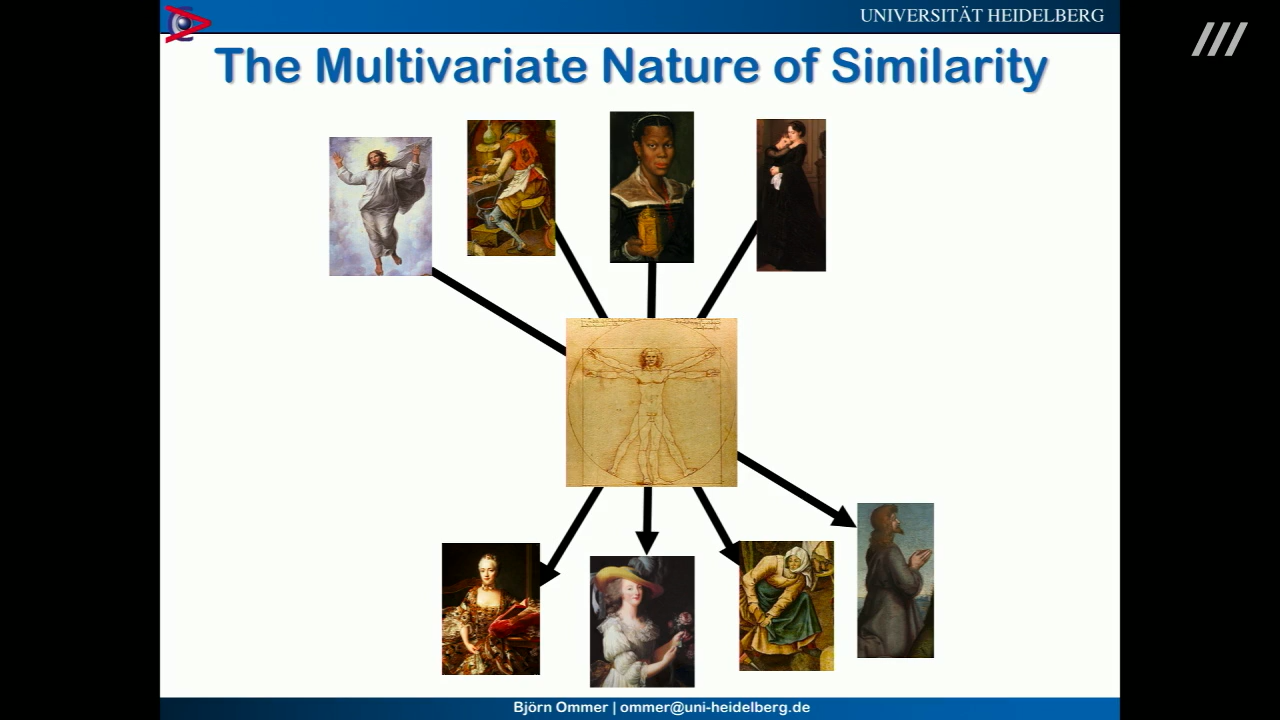 UNIVERSITÄT HEIDELBERG
The Multivariate Nature of Similarity
Björn Ommer | ommer@uni-heidelberg.de